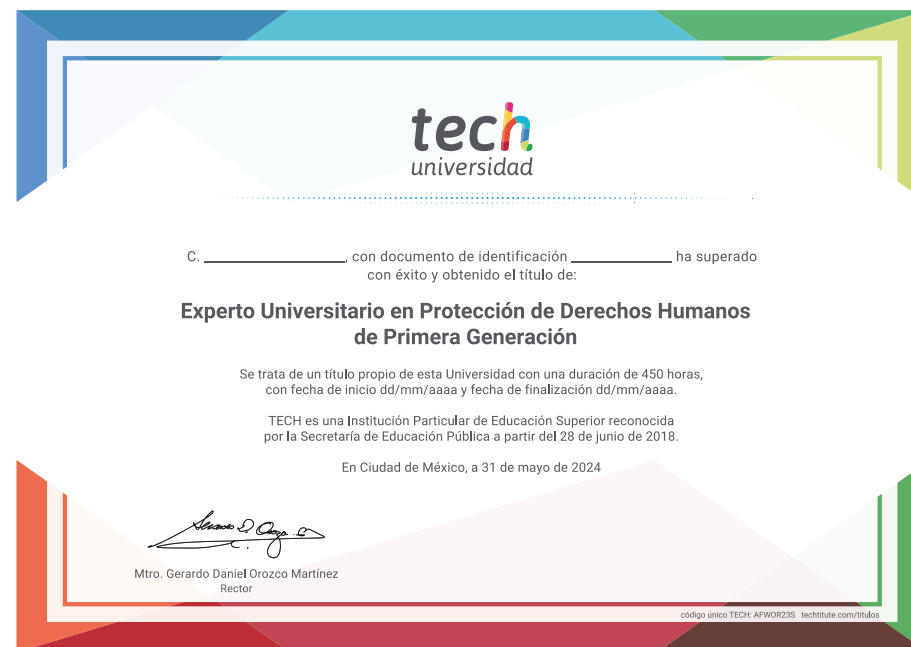 tech
universidad
C. , con documento de identificación ha superado
con éxito y obtenido el título de:
Experto Universitario en Protección de Derechos Humanos
de Primera Generación
Se trata de un título propio de esta Universidad con una duración de 450 horas,
con fecha de inicio dd/mm/aaaa y fecha de finalización dd/mm/aaaa.
TECH es una Institución Particular de Educación Superior reconocida
por la Secretaría de Educación Pública a partir del 28 de junio de 2018.
En Ciudad de México, a 31 de mayo de 2024
Mtro. Gerardo Daniel Orozco Martínez
Rector
código único TECH: AFWOR23S techtitute.com/titulos